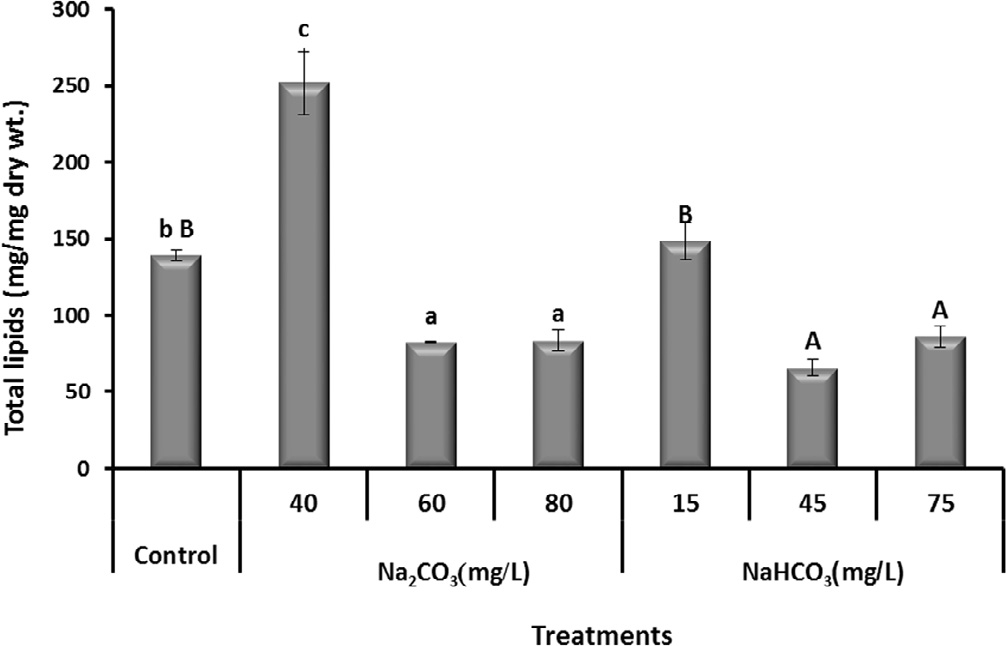 Total lipids (mg/mg dry wt.)
300
250
200
150
100
50
0
b B
c
a
a
B
A
A
40
60
80
15
45
75
Control
Na₂CO₃(mg/L)
NaHCO₃(mg/L)
Treatments